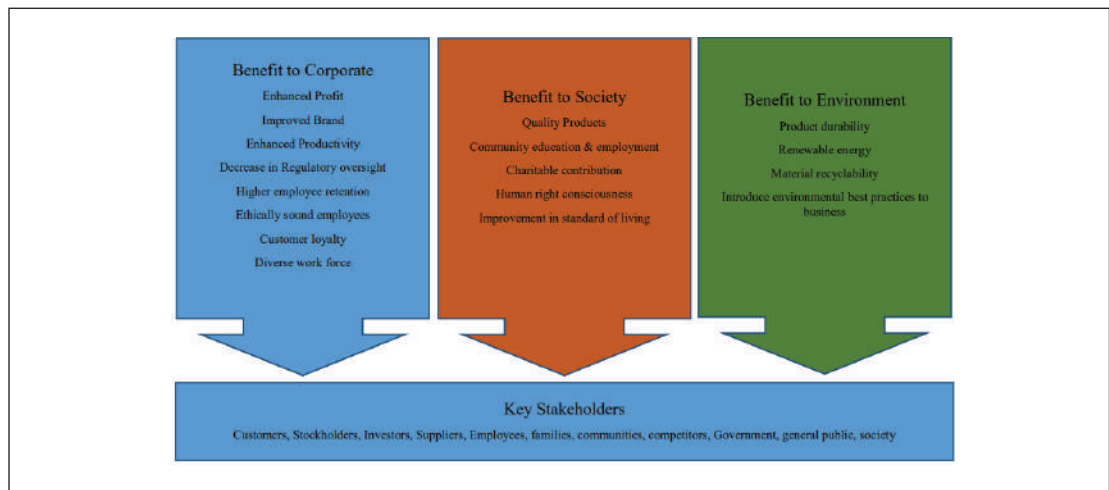 Benefit to Corporate
Enhanced Profit
Improved Brand
Enhanced Productivity
Decrease in Regulatory oversight
Higher employee retention
Ethically sound employees
Customer loyalty
Diverse work force
Benefit to Society
Quality Products
Community education & employment
Charitable contribution
Human right consciousness
Improvement in standard of living
Benefit to Environment
Product durability
Renewable energy
Material recyclability
Introduce environmental best practices to
business
Key Stakeholders
Customers, Stockholders, Investors, Suppliers, Employees, families, communities, competitors, Government, general public, society